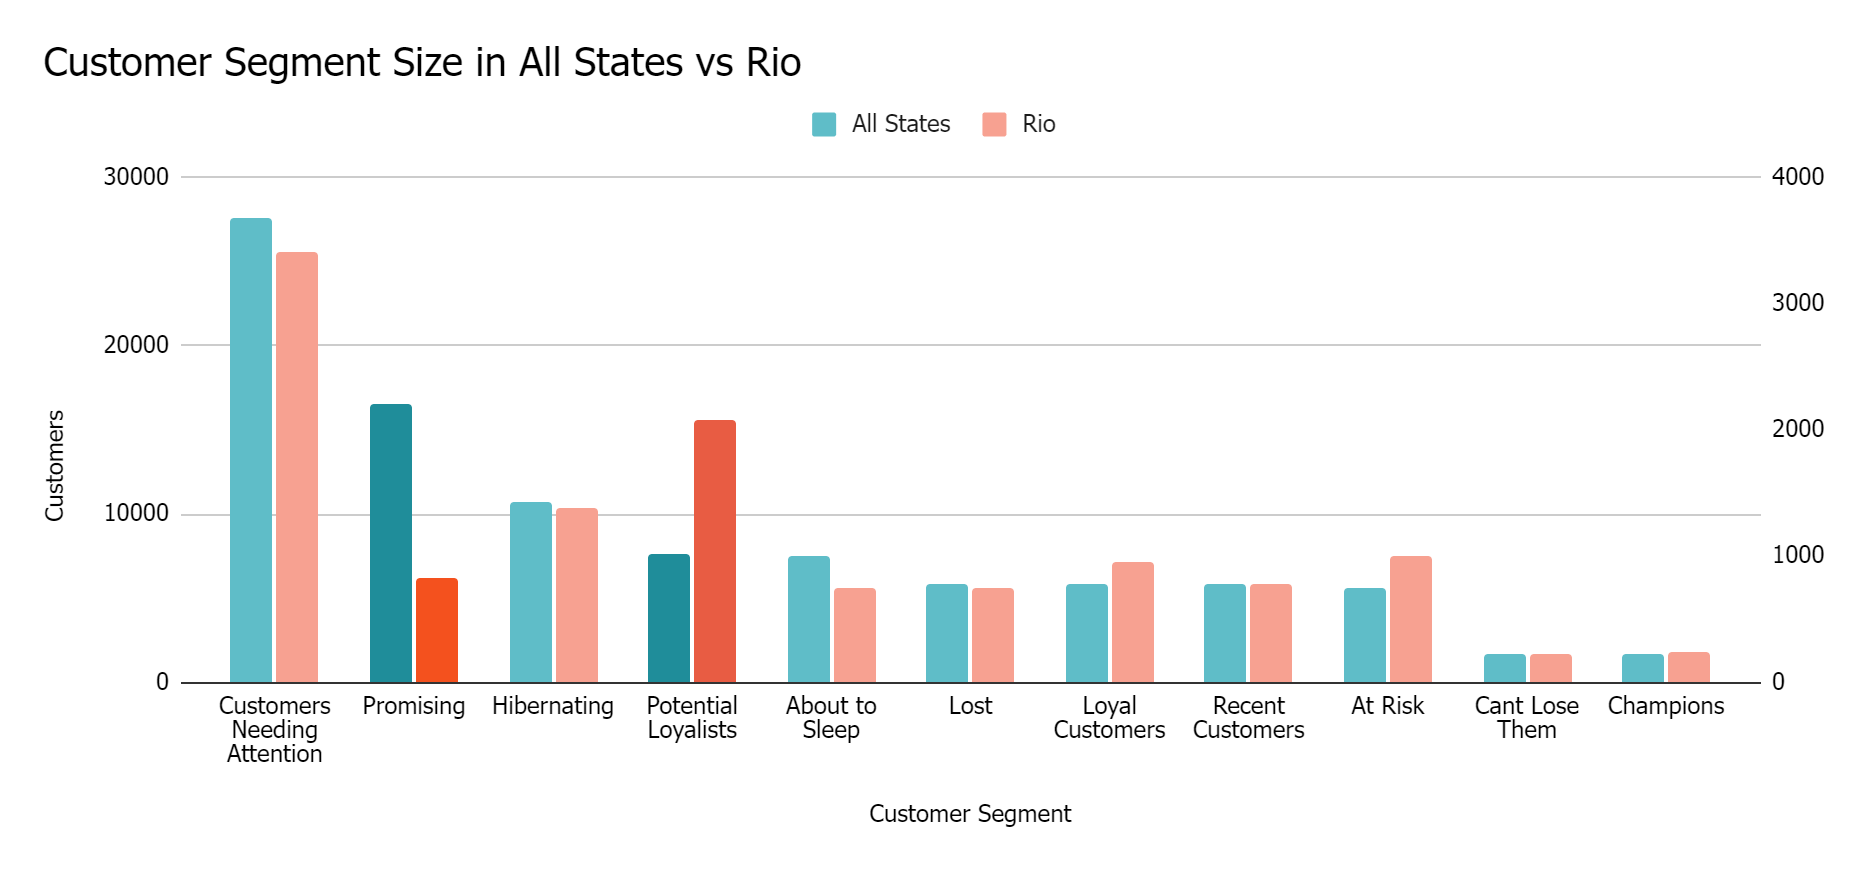 Customer Segment Size in All States vs Rio
All States
Rio
30000
20000
10000
0
Customers
4000
3000
2000
1000
0
Customers
Needing
Attention
Promising
Hibernating
Potential
Loyalists
About to
Sleep
Lost
Loyal
Customers
Recent
Customers
At Risk
Cant Lose
Them
Champions
Customer Segment